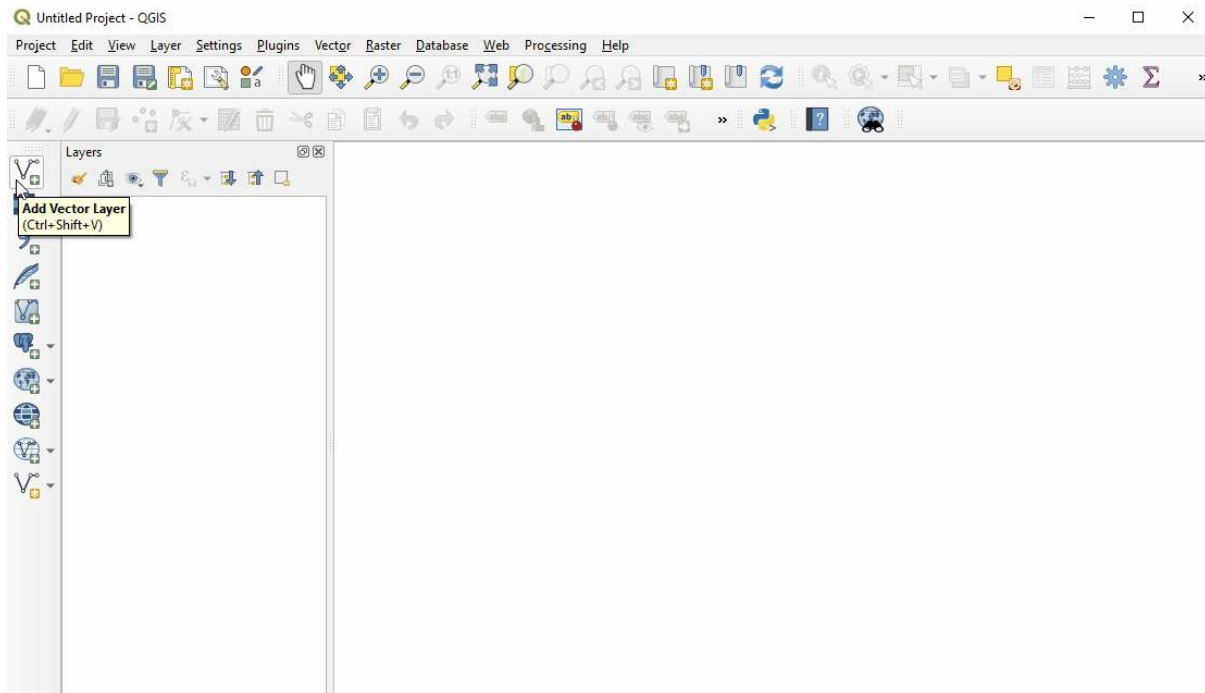 Untitled Project - QGIS
Project Edit View Layer Settings Plugins Vector Raster Database Web Processing Help
Layers
Add Vector Layer
(Ctrl+Shift+V)